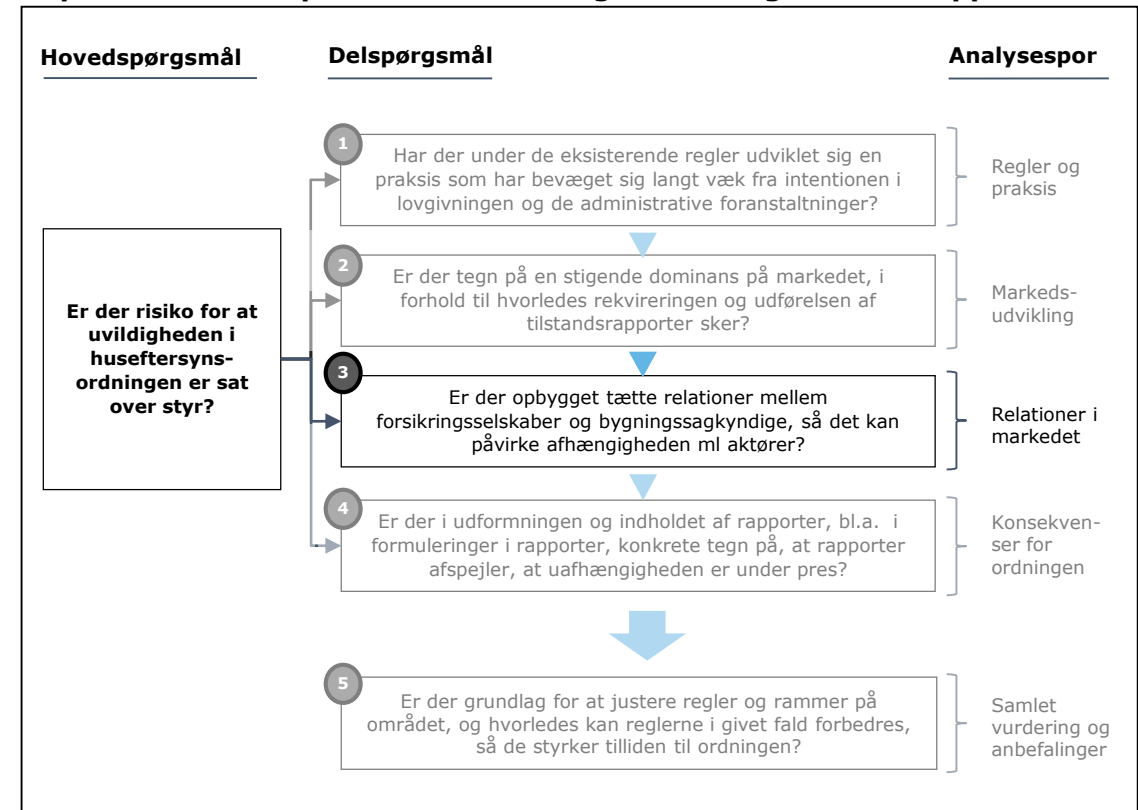 Hovedspørgsmål
Delspørgsmål
Analysespor
Er der risiko for at
uvildigheden i
huseftersyns-
ordningen er sat
over styr?
1
Har der under de eksisterende regler udviklet sig en
praksis som har bevæget sig langt væk fra intentionen i
lovgivningen og de administrative foranstaltninger?
Regler og
praksis
2
Er der tegn på en stigende dominans på markedet, i
forhold til hvorledes rekvireringen og udførelsen af
tilstandsrapporter sker?
Markeds-
udvikling
3
Er der opbygget tætte relationer mellem
forsikringsselskaber og bygningssagkyndige, så det kan
påvirke afhængigheden ml aktører?
Relationer i
markedet
4
Er der i udformningen og indholdet af rapporter, bl.a. i
formuleringer i rapporter, konkrete tegn på, at rapporter
afspejler, at uafhængigheden er under pres?
Konsekven-
ser for
ordningen
5
Er der grundlag for at justere regler og rammer på
området, og hvorledes kan reglerne i givet fald forbedres,
så de styrker tilliden til ordningen?
Samlet
vurdering og
anbefalinger